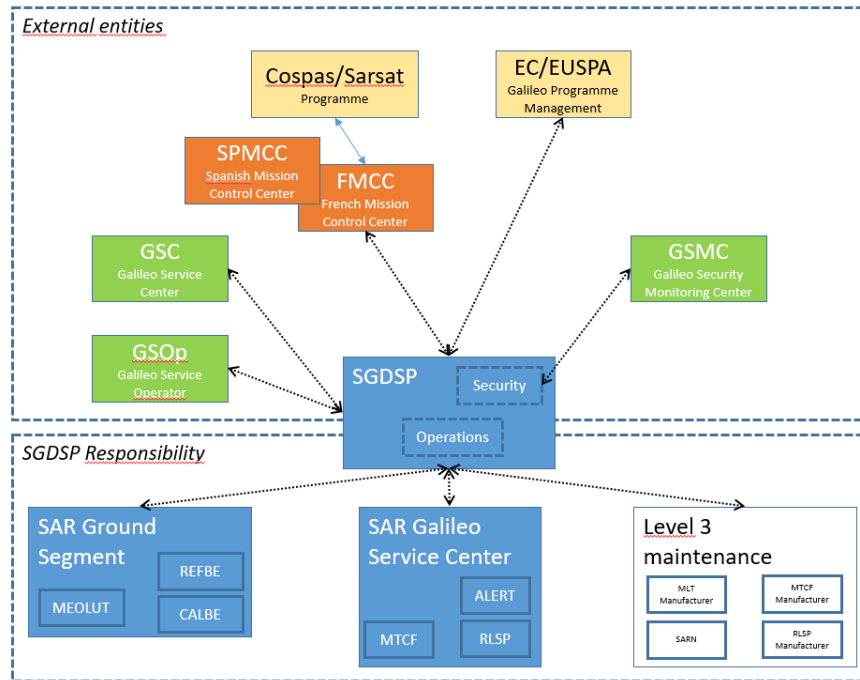 External entities
Cospas/Sarsat
Programme
EC/EUSPA
Galileo Programme
Management
SPMCC
Spanish Mission
Control Center
FMCC
French Mission
Control Center
GSC
Galileo Service
Center
GSMC
Galileo Security
Monitoring Center
GSOp
Galileo Service
Operator
SGDSP
Security
Operations
SGDSP Responsibility
SAR Ground
Segment
REFBE
MEOLUT
CALBE
SAR Galileo
Service Center
ALERT
MTCF
RLSP
Level 3
maintenance
MLT
Manufacturer
MTCF
Manufacturer
SARN
RLSP
Manufacturer